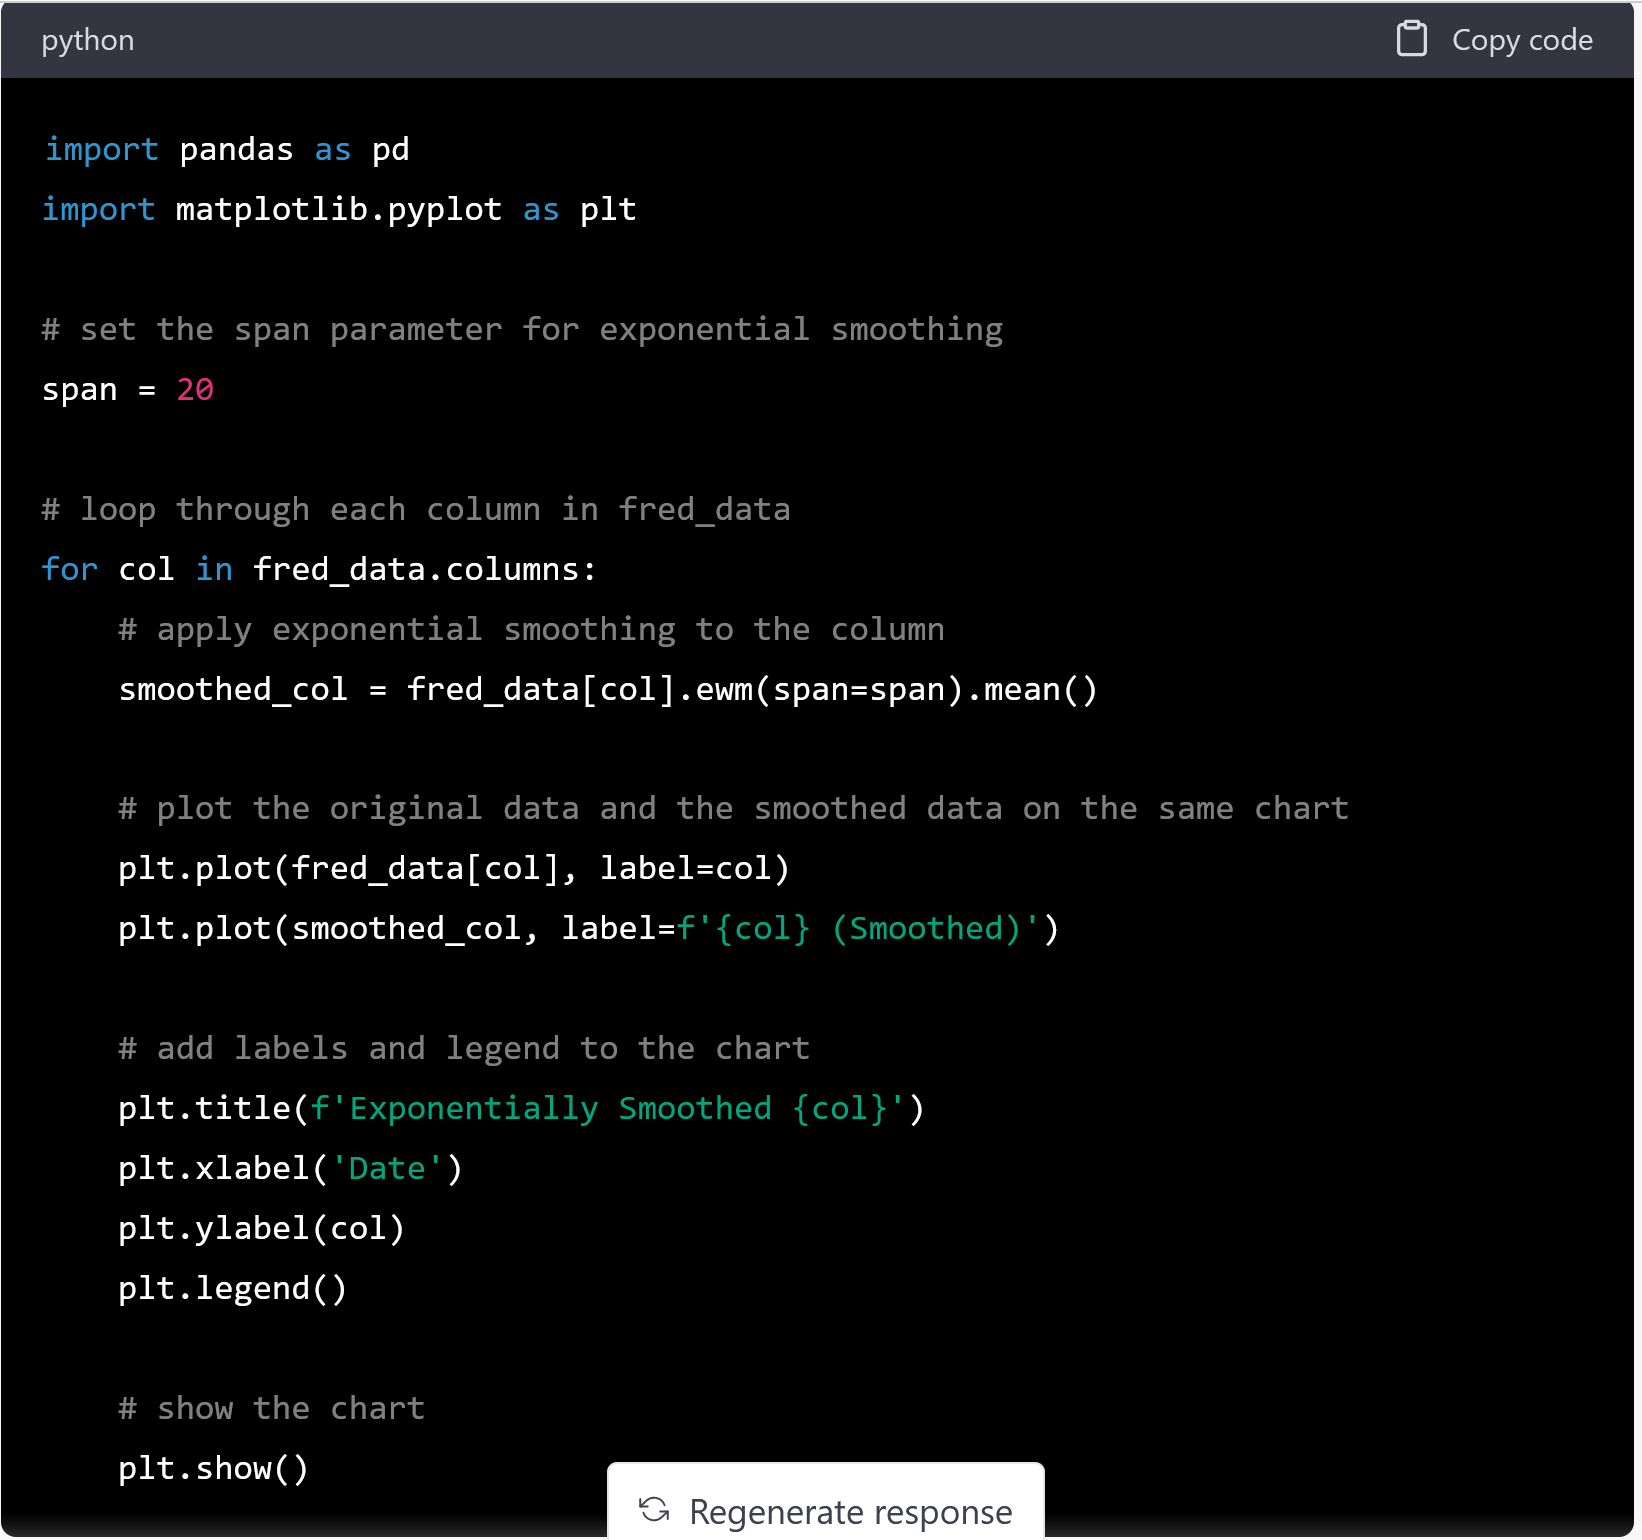 python
Copy code
import pandas as pd
import matplotlib.pyplot as plt
# set the span parameter for exponential smoothing
span = 20
# loop through each column in fred_data
for col in fred_data.columns:
    # apply exponential smoothing to the column
    smoothed_col = fred_data[col].ewm(span=span).mean()
    # plot the original data and the smoothed data on the same chart
    plt.plot(fred_data[col], label=col)
    plt.plot(smoothed_col, label=f'{col} (Smoothed)')
    # add labels and legend to the chart
    plt.title(f'Exponentially Smoothed {col}')
    plt.xlabel('Date')
    plt.ylabel(col)
    plt.legend()
    # show the chart
    plt.show()
Regenerate response